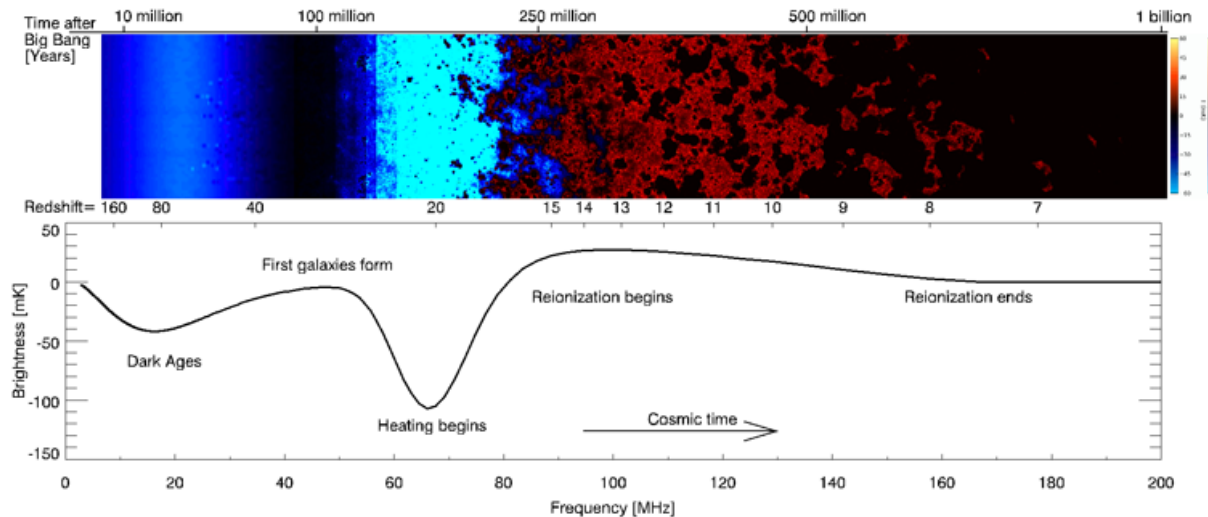 Time after 10 million 100 million 250 million 500 million 1 billion
Big Bang
[Years]
Redshift= 160 80 40 20 15 14 13 12 11 10 9 8 7
50
0
-50
-100
-150
Brightness [mK]
First galaxies form
Reionization begins
Reionization ends
Dark Ages
Heating begins
Cosmic time
0 20 40 60 80 100 120 140 160 180 200
Frequency [MHz]